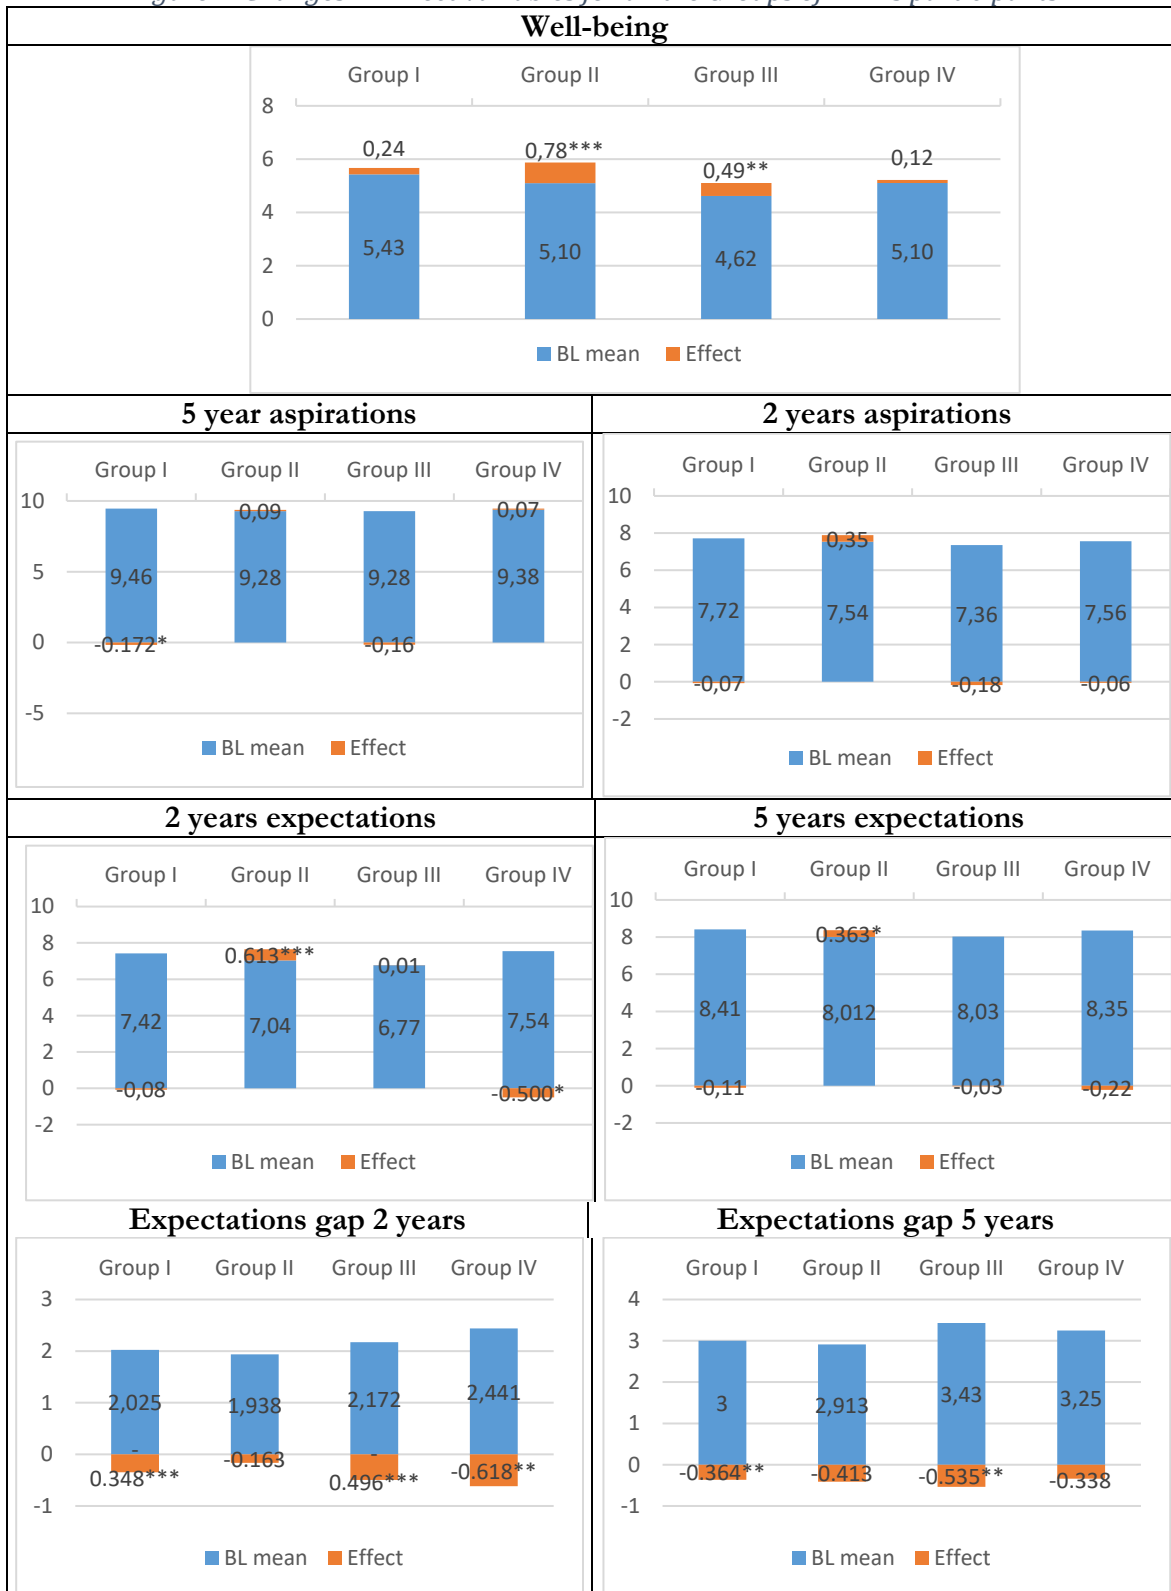 Well-being
Group I Group II Group III Group IV
8
6
4
2
0
0,24 0,78*** 0,49** 0,12
5,43 5,10 4,62 5,10
BL mean Effect
5 year aspirations
Group I Group II Group III Group IV
10
5
0
-5
0,09 0,07
9,46 9,28 9,28 9,38
-0.172* -0,16
BL mean Effect
2 years aspirations
Group I Group II Group III Group IV
10
8
6
4
2
0
-2
0,35
7,72 7,54 7,36 7,56
-0,07 -0,18 -0,06
BL mean Effect
2 years expectations
Group I Group II Group III Group IV
10
8
6
4
2
0
-2
0.613*** 0,01
7,42 7,04 6,77 7,54
-0,08 -0.500*
BL mean Effect
5 years expectations
Group I Group II Group III Group IV
10
8
6
4
2
0
-2
0.363*
8,41 8,012 8,03 8,35
-0,11 -0,03 -0,22
BL mean Effect
Expectations gap 2 years
Group I Group II Group III Group IV
3
2
1
0
-1
2,025 1,938 2,172 2,441
-
0.348*** -0.163 -
0.496*** -0.618**
BL mean Effect
Expectations gap 5 years
Group I Group II Group III Group IV
4
3
2
1
0
-1
3 2,913 3,43 3,25
-0.364** -0.413 -0.535** -0.338
BL mean Effect